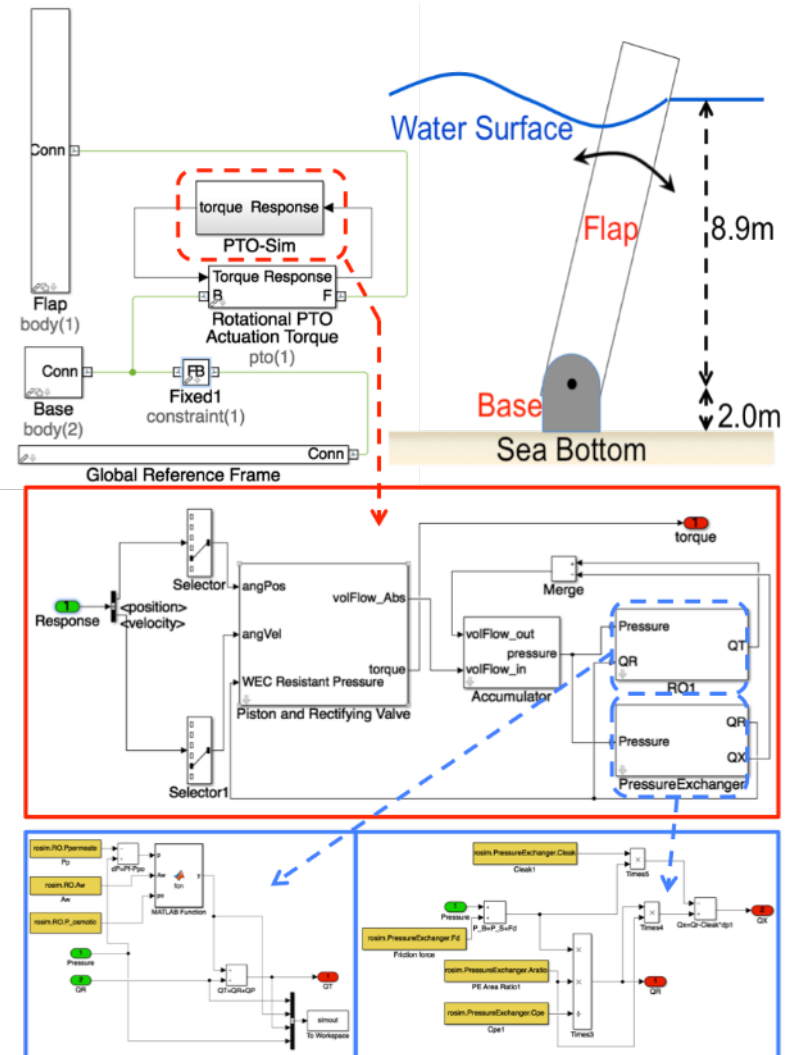 Conn
Flap
body(1)
torque Response
PTO-Sim
Torque Response
B
F
Rotational PTO
Actuation Torque
pto(1)
Conn
Base
body(2)
FB
Fixed1
constraint(1)
Conn
Global Reference Frame
Water Surface
Flap
8.9m
Base
2.0m
Sea Bottom
1
Response
<position>
<velocity>
Selector
Selector1
angPos
angVel
WEC Resistant Pressure
volFlow_Abs
torque
Piston and Rectifying Valve
volFlow_out
pressure
volFlow_in
Accumulator
1
torque
Merge
Pressure
QR
QT
RO1
Pressure
QR
QX
PressureExchanger
rosim.RO.Ppermeate
Pp
rosim.RO.Aw
Aw
rosim.RO.P_osmotic
p
Aw
po
fcn
y
MATLAB Function
1
Pressure
2
QR
QT=QR+QP
1
QT
simout
To Workspace
rosim.PressureExchanger.Cleak
Cleak1
1
Pressure
P_B=P_S+Fd
rosim.PressureExchanger.Fd
Friction force
rosim.PressureExchanger.Aratio
PE Area Ratio1
rosim.PressureExchanger.Cpe
Cpe1
Times3
Times5
Times4
Qx=Qr-Cleak*dp1
2
QX
1
QR